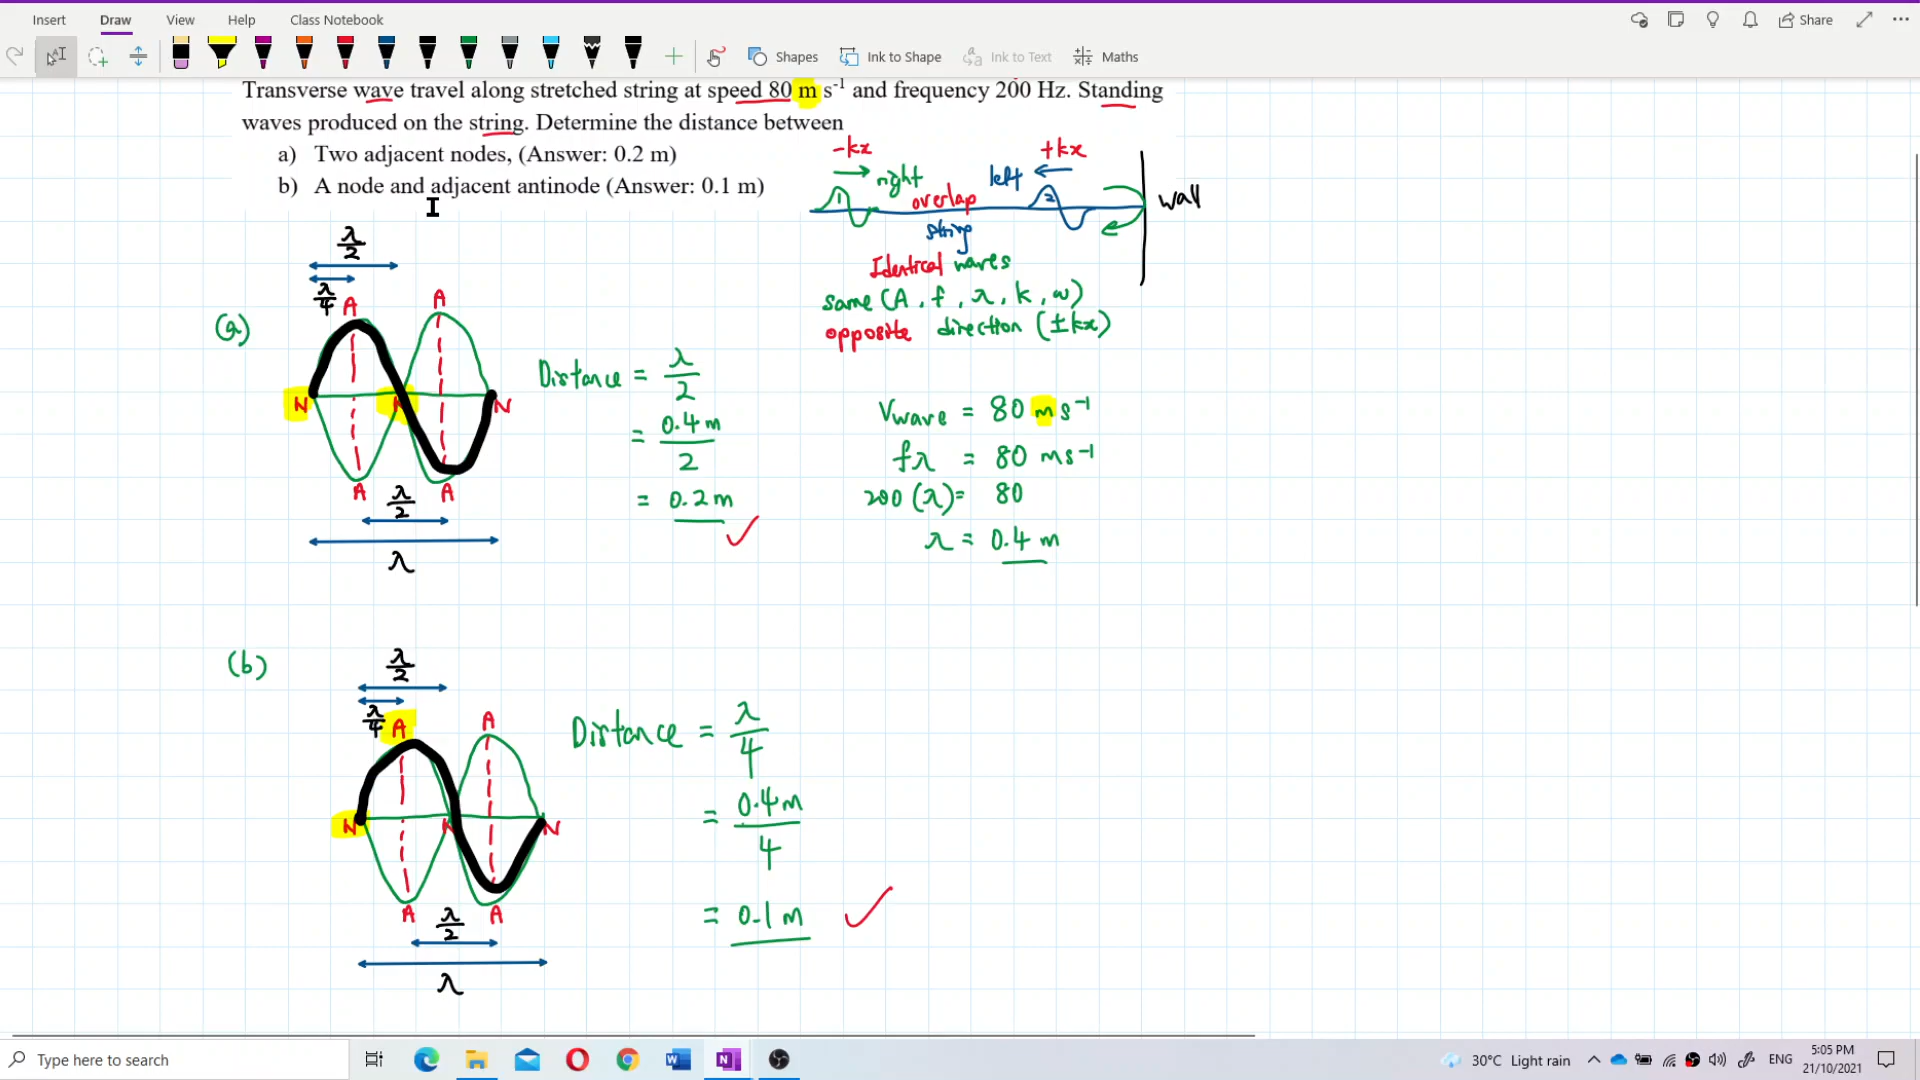 Insert Draw View Help Class Notebook Share
Shapes Ink to Shape Ink to Text Maths
Transverse wave travel along stretched string at speed 80 m s⁻¹ and frequency 200 Hz. Standing
waves produced on the string. Determine the distance between
a) Two adjacent nodes, (Answer: 0.2 m)
b) A node and adjacent antinode (Answer: 0.1 m)
-kx +kx
right left
1 overlap 2 wall
string
Identical waves
same (A, f, λ, k, ω)
opposite direction (±kx)
(a)
λ/2
λ/4
A A
N N N
A A
λ/2
λ
Distance = λ/2
= 0.4 m/2
= 0.2 m
Vwave = 80 m s⁻¹
fλ = 80 ms⁻¹
200 (λ) = 80
λ = 0.4 m
(b)
λ/2
λ/4
A A
N N N
A A
λ/2
λ
Distance = λ/4
= 0.4 m/4
= 0.1 m
Type here to search
30°C Light rain ENG
5:05 PM
21/10/2021